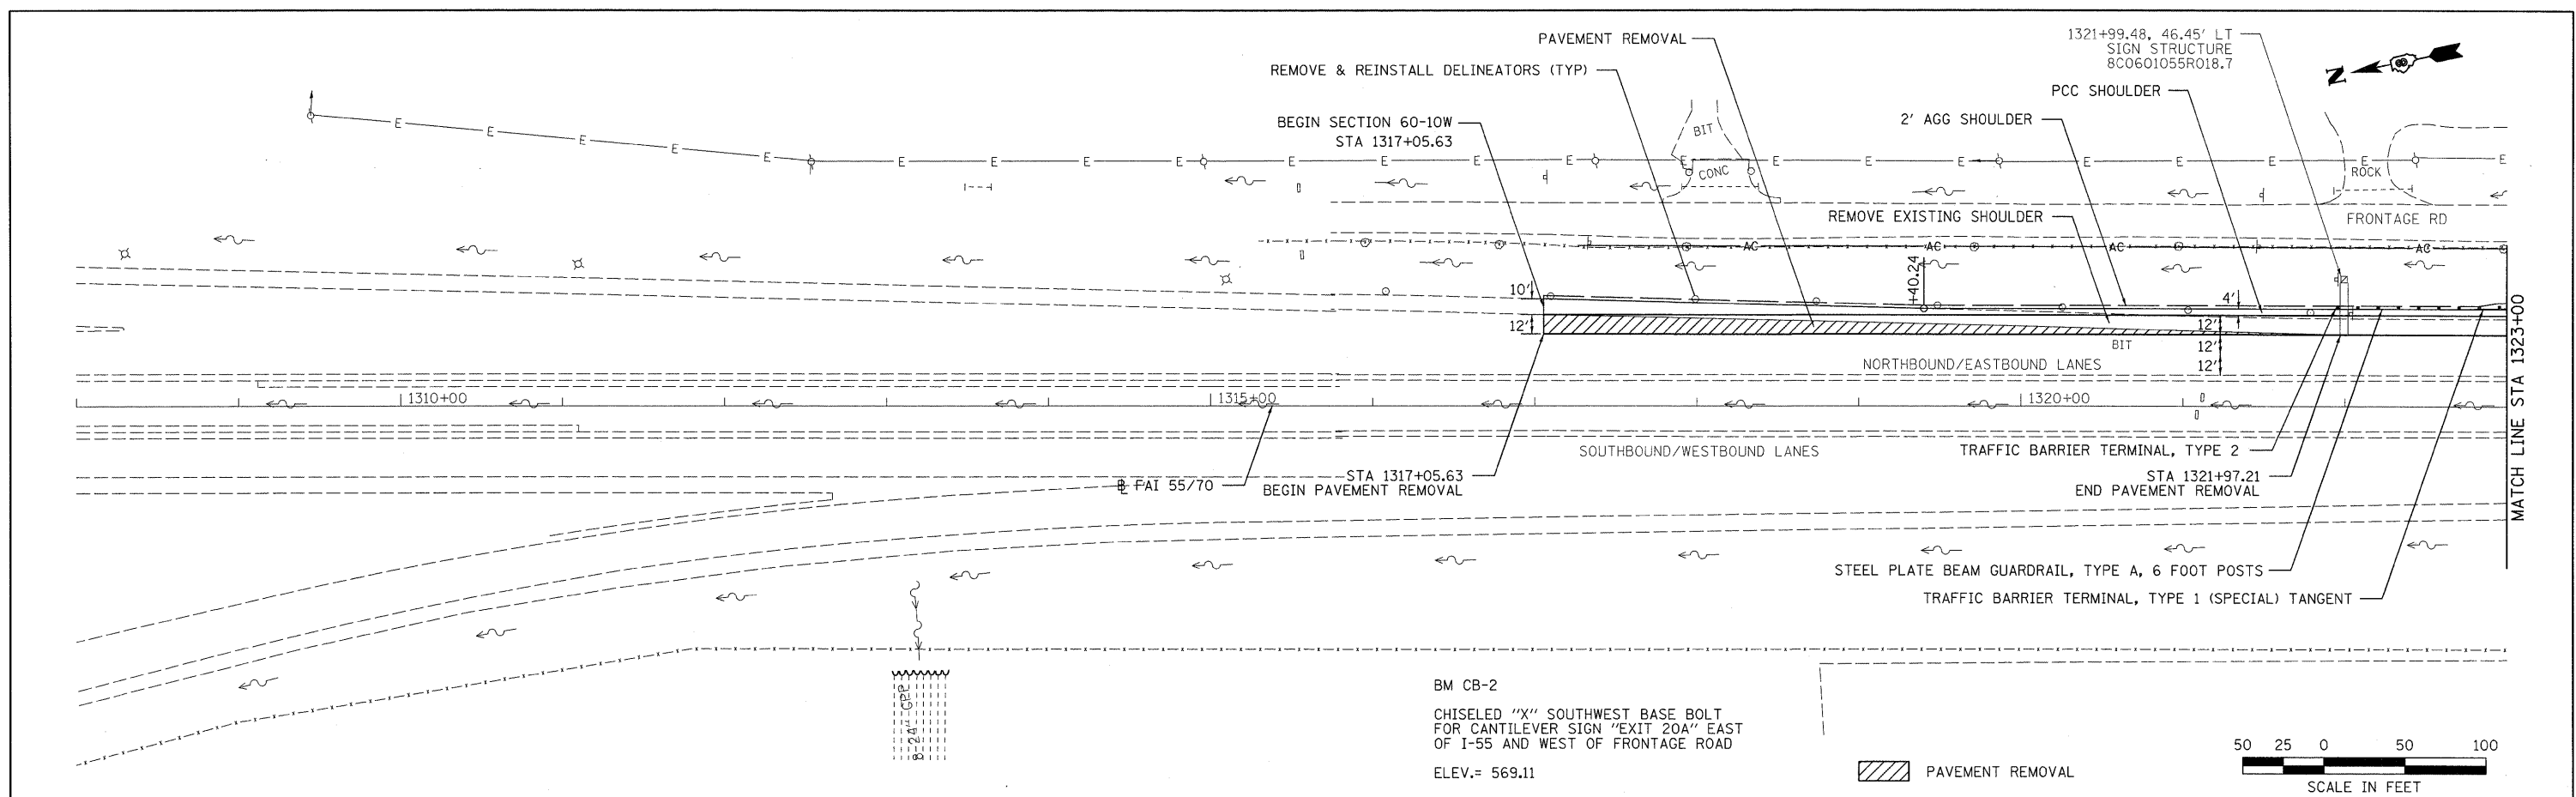 PAVEMENT REMOVAL
1321+99.48, 46.45' LT
SIGN STRUCTURE
8C0601055R018.7
REMOVE & REINSTALL DELINEATORS (TYP)
N
PCC SHOULDER
BEGIN SECTION 60-10W
STA 1317+05.63
2' AGG SHOULDER
BIT
E E E E E E E E E E E E E E E E E E E E
CONC
ROCK
REMOVE EXISTING SHOULDER
FRONTAGE RD
AC AC AC AC
+40.24
10'
4'
12'
12'
BIT
12'
12'
NORTHBOUND/EASTBOUND LANES
MATCH LINE STA 1323+00
1310+00
1315+00
1320+00
SOUTHBOUND/WESTBOUND LANES
TRAFFIC BARRIER TERMINAL, TYPE 2
STA 1317+05.63
BEGIN PAVEMENT REMOVAL
STA 1321+97.21
END PAVEMENT REMOVAL
FAI 55/70
STEEL PLATE BEAM GUARDRAIL, TYPE A, 6 FOOT POSTS
TRAFFIC BARRIER TERMINAL, TYPE 1 (SPECIAL) TANGENT
8-24"
BM CB-2
CHISELED "X" SOUTHWEST BASE BOLT
FOR CANTILEVER SIGN "EXIT 20A" EAST
OF I-55 AND WEST OF FRONTAGE ROAD
ELEV.= 569.11
PAVEMENT REMOVAL
50 25 0 50 100
SCALE IN FEET